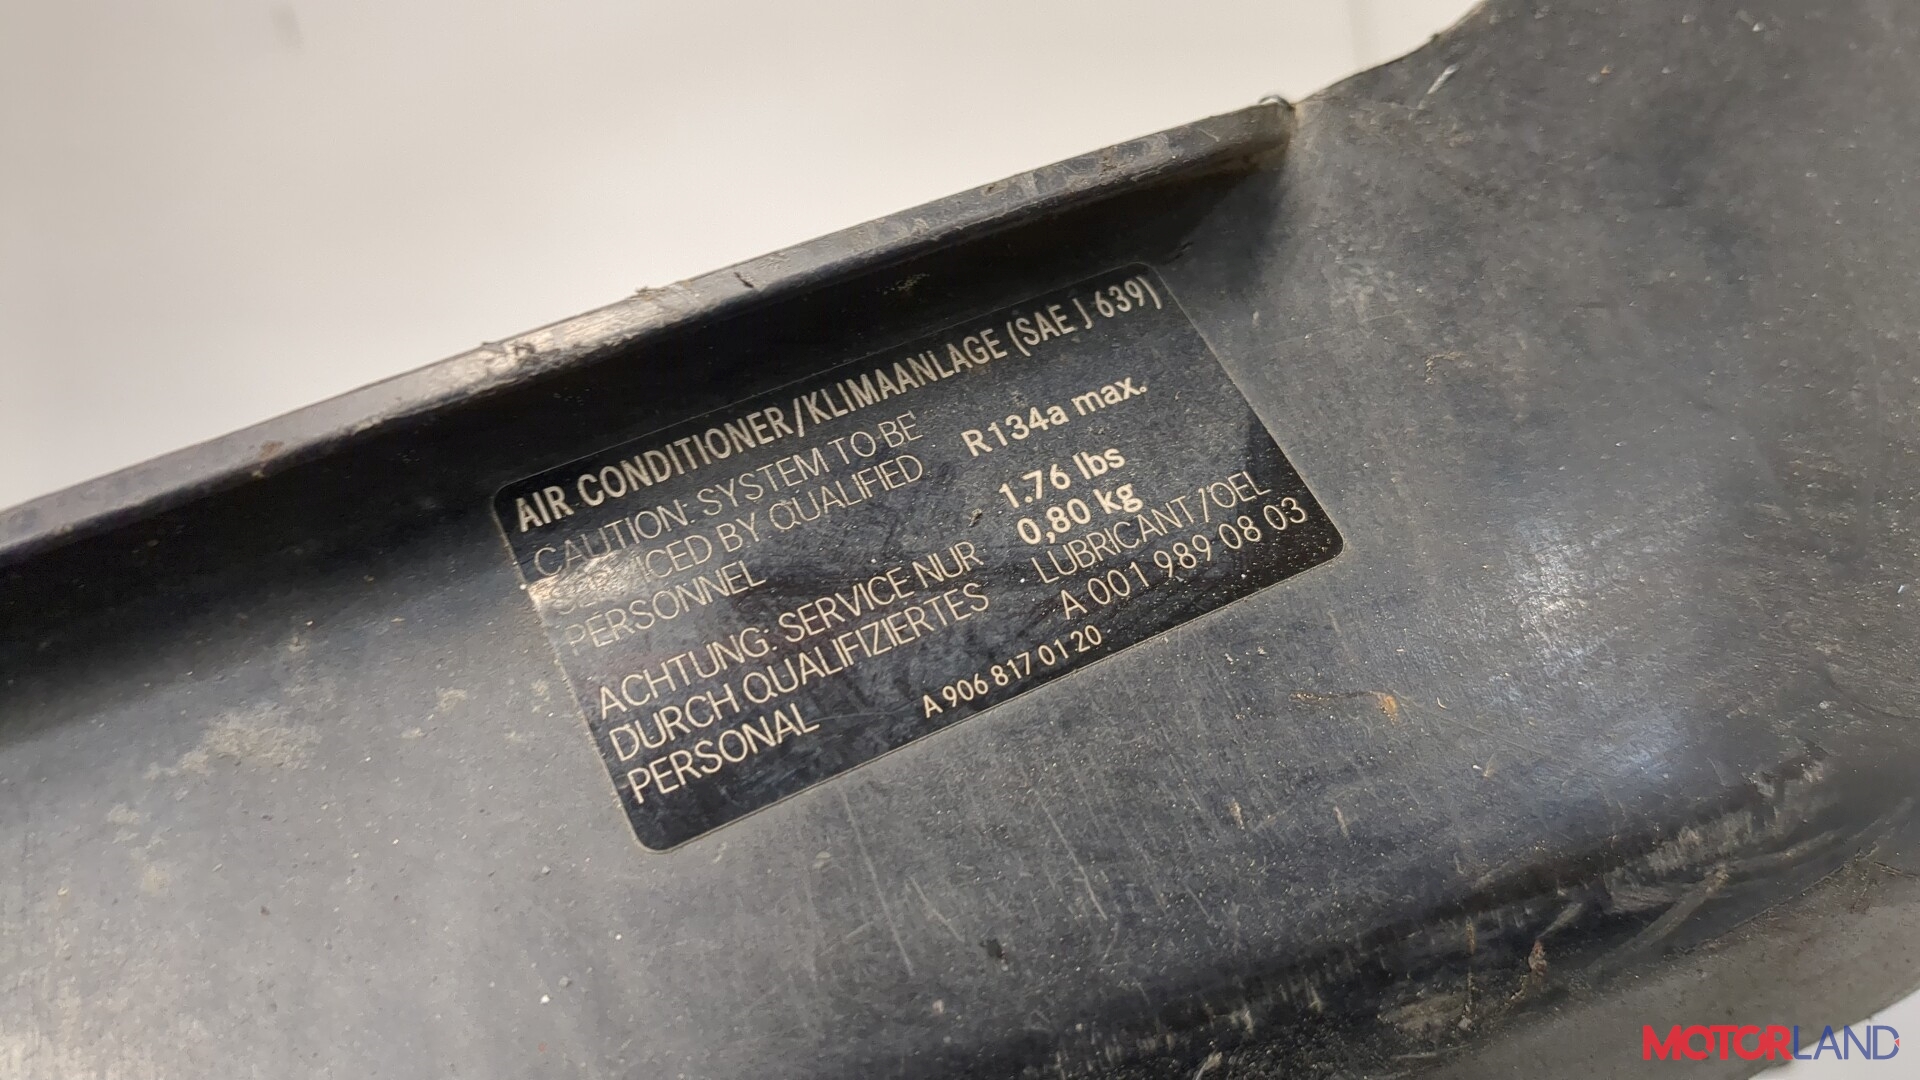 AIR CONDITIONER/KLIMAANLAGE (SAE J 639)
CAUTION: SYSTEM TO BE
SERVICED BY QUALIFIED
PERSONNEL
R134a max.
1.76 lbs
0,80 kg
ACHTUNG: SERVICE NUR
DURCH QUALIFIZIERTES
PERSONAL
LUBRICANT/OEL
A 001 989 08 03
A 906 817 01 20
MOTORLAND